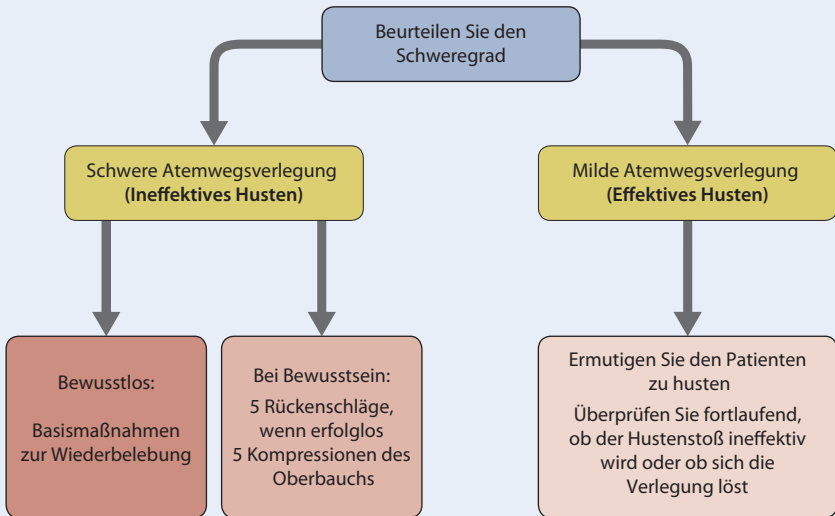 Beurteilen Sie den
Schweregrad
Schwere Atemwegsverlegung
(Ineffektives Husten)
Milde Atemwegsverlegung
(Effektives Husten)
Bewusstlos:
Basismaßnahmen
zur Wiederbelebung
Bei Bewusstsein:
5 Rückenschläge,
wenn erfolglos
5 Kompressionen des
Oberbauchs
Ermutigen Sie den Patienten
zu husten
Überprüfen Sie fortlaufend,
ob der Hustenstoß ineffektiv
wird oder ob sich die
Verlegung löst